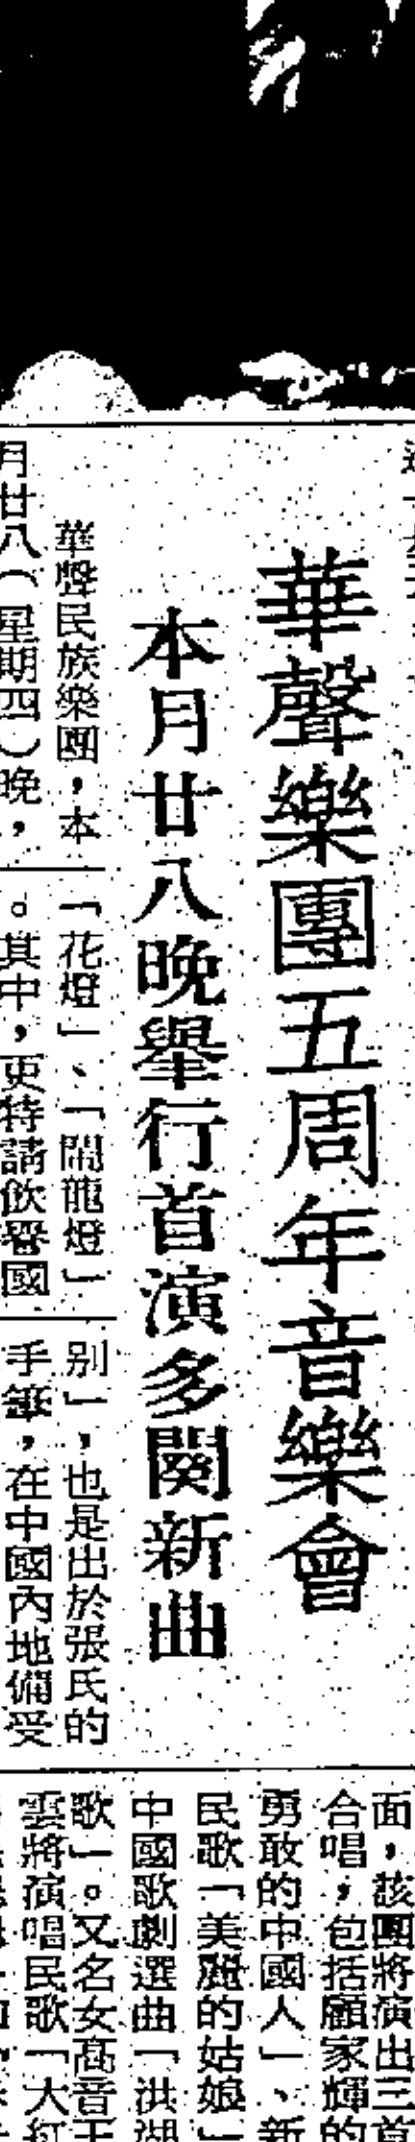 華聲樂團五周年音樂會
本月廿八晚舉行首演多闋新曲
華聲民族樂團，本
月廿八（星期四）晚，
「花燈」、「鬧龍燈」
。其中，更特請飲譽國
別」，也是出於張氏的
手筆，在中國內地備受
面，該團將演出三首
合唱，包括顧家輝的
勇敢的中國人」、新
民歌「美麗的姑娘」
中國歌劇選曲「洪湖
歌」。又名女高音王
雲將演唱民歌「大紅